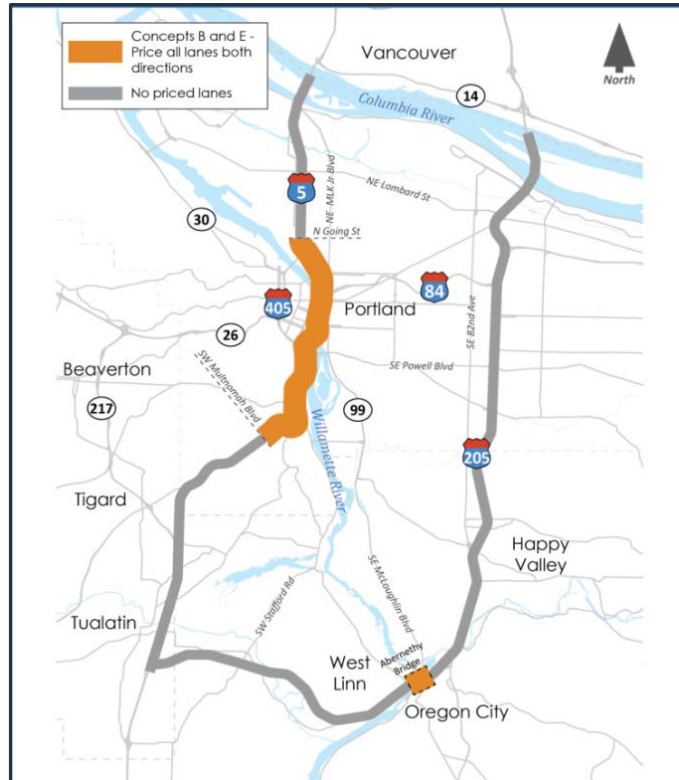 Concepts B and E -
Price all lanes both
directions
No priced lanes
Vancouver
North
14
Columbia River
5
NE MLK Jr Blvd
NE Lombard St
30
N Going St
84
405
Portland
26
SE 82nd Ave
SE Powell Blvd
Beaverton
SW Multnomah Blvd
217
99
Willamette River
205
Tigard
Happy
Valley
SE McLoughlin Blvd
SW Stafford Rd
Tualatin
Abernethy
Bridge
West
Linn
Oregon City